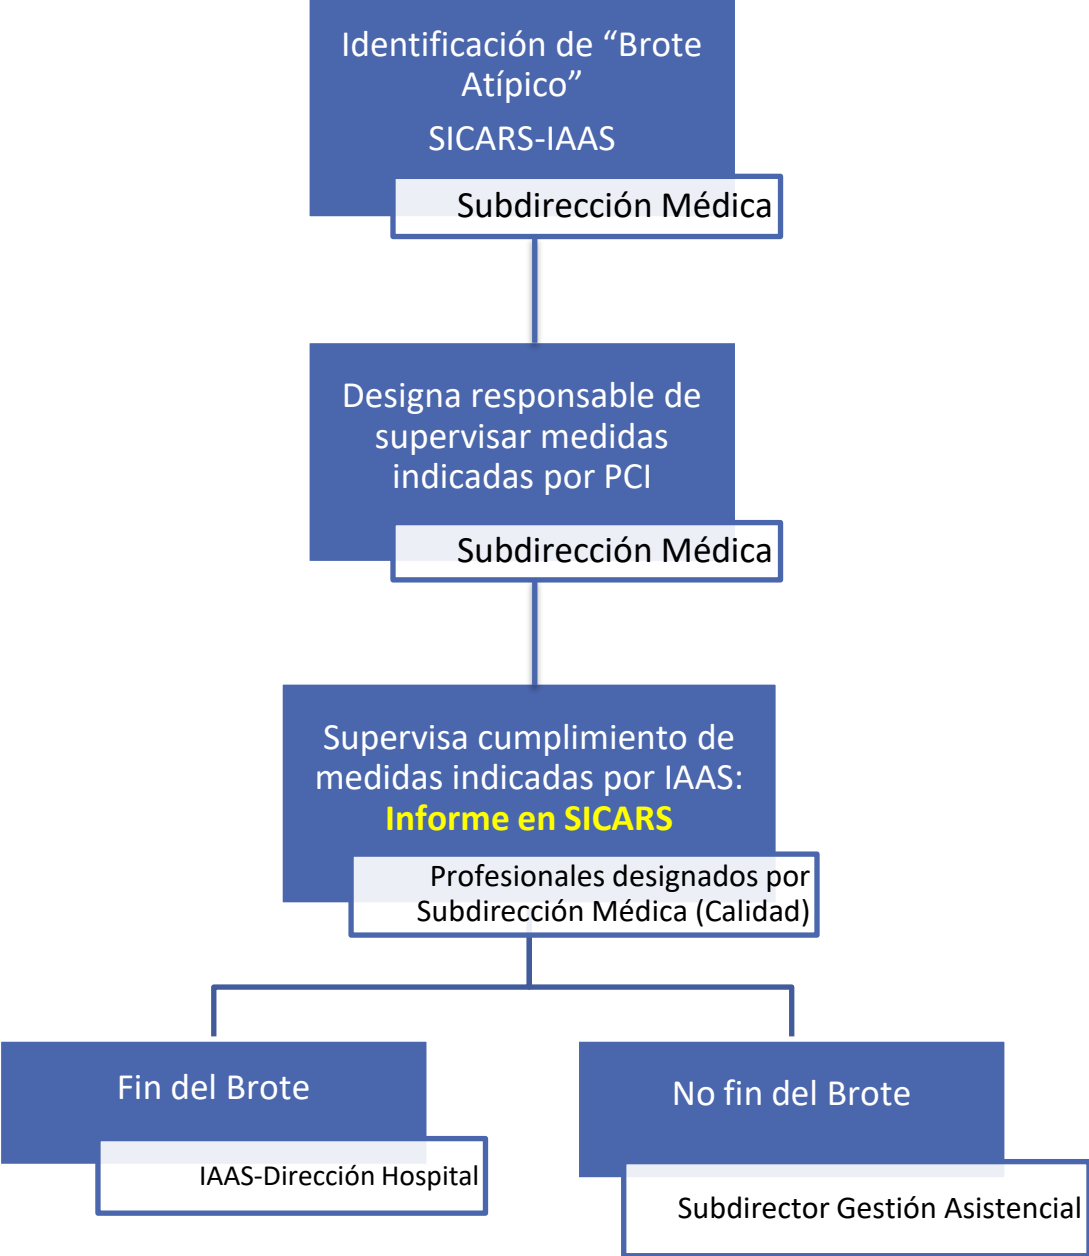 Identificación de “Brote
Atípico”
SICARS-IAAS
Subdirección Médica
Designa responsable de
supervisar medidas
indicadas por PCI
Subdirección Médica
Supervisa cumplimiento de
medidas indicadas por IAAS:
Informe en SICARS
Profesionales designados por
Subdirección Médica (Calidad)
Fin del Brote
IAAS-Dirección Hospital
No fin del Brote
Subdirector Gestión Asistencial